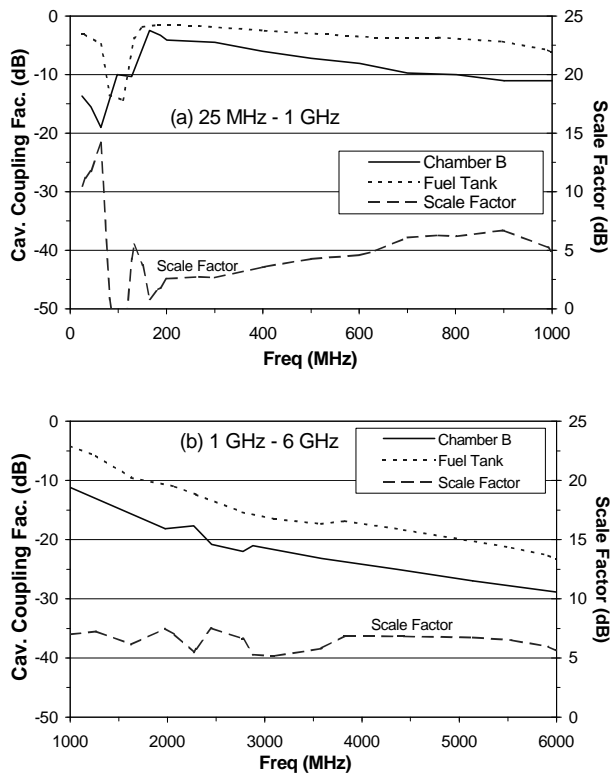 0
-10
-20
-30
-40
-50
Cav. Coupling Fac. (dB)
(a) 25 MHz - 1 GHz
Chamber B
Fuel Tank
Scale Factor
Scale Factor
25
20
15
10
5
0
Scale Factor (dB)
0 200 400 600 800 1000
Freq (MHz)
0
-10
-20
-30
-40
-50
Cav. Coupling Fac. (dB)
(b) 1 GHz - 6 GHz
Chamber B
Fuel Tank
Scale Factor
Scale Factor
25
20
15
10
5
0
Scale Factor (dB)
1000 2000 3000 4000 5000 6000
Freq (MHz)